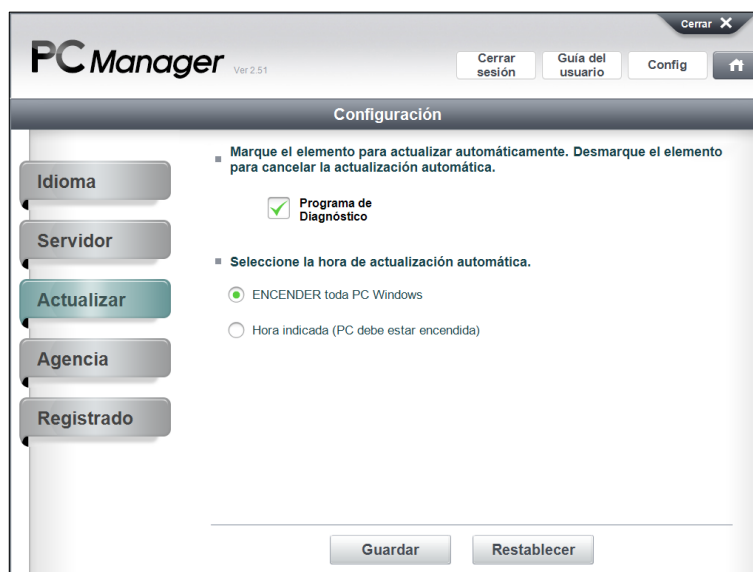 Cerrar X
PC Manager Ver 2.51
Cerrar
sesión
Guía del
usuario
Config
Configuración
Idioma
Servidor
Actualizar
Agencia
Registrado
Marque el elemento para actualizar automáticamente. Desmarque el elemento
para cancelar la actualización automática.
Programa de
Diagnóstico
Seleccione la hora de actualización automática.
ENCENDER toda PC Windows
Hora indicada (PC debe estar encendida)
Guardar
Restablecer